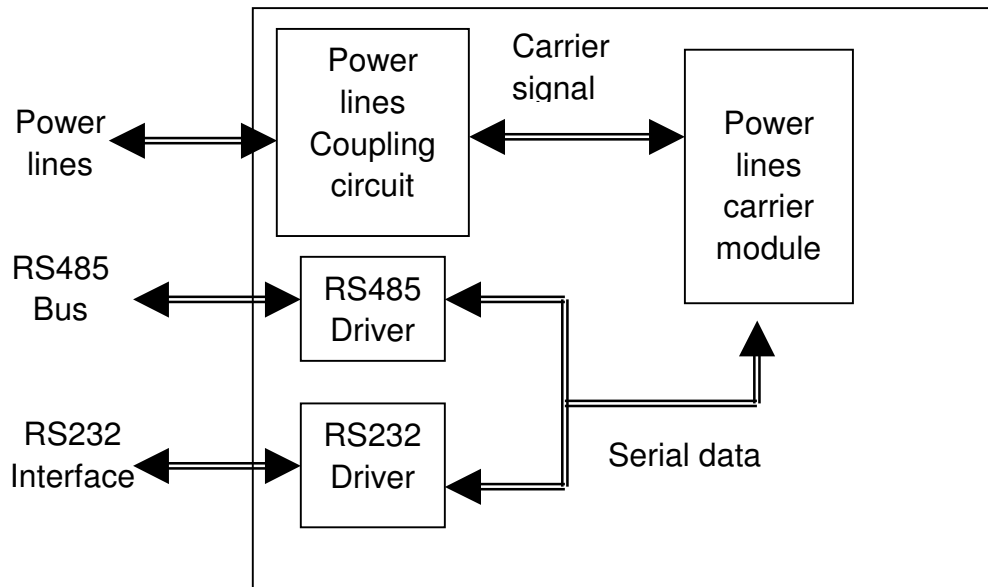 Power
lines
Power
lines
Coupling
circuit
Carrier
signal
Power
lines
carrier
module
RS485
Bus
RS485
Driver
RS232
Interface
RS232
Driver
Serial data